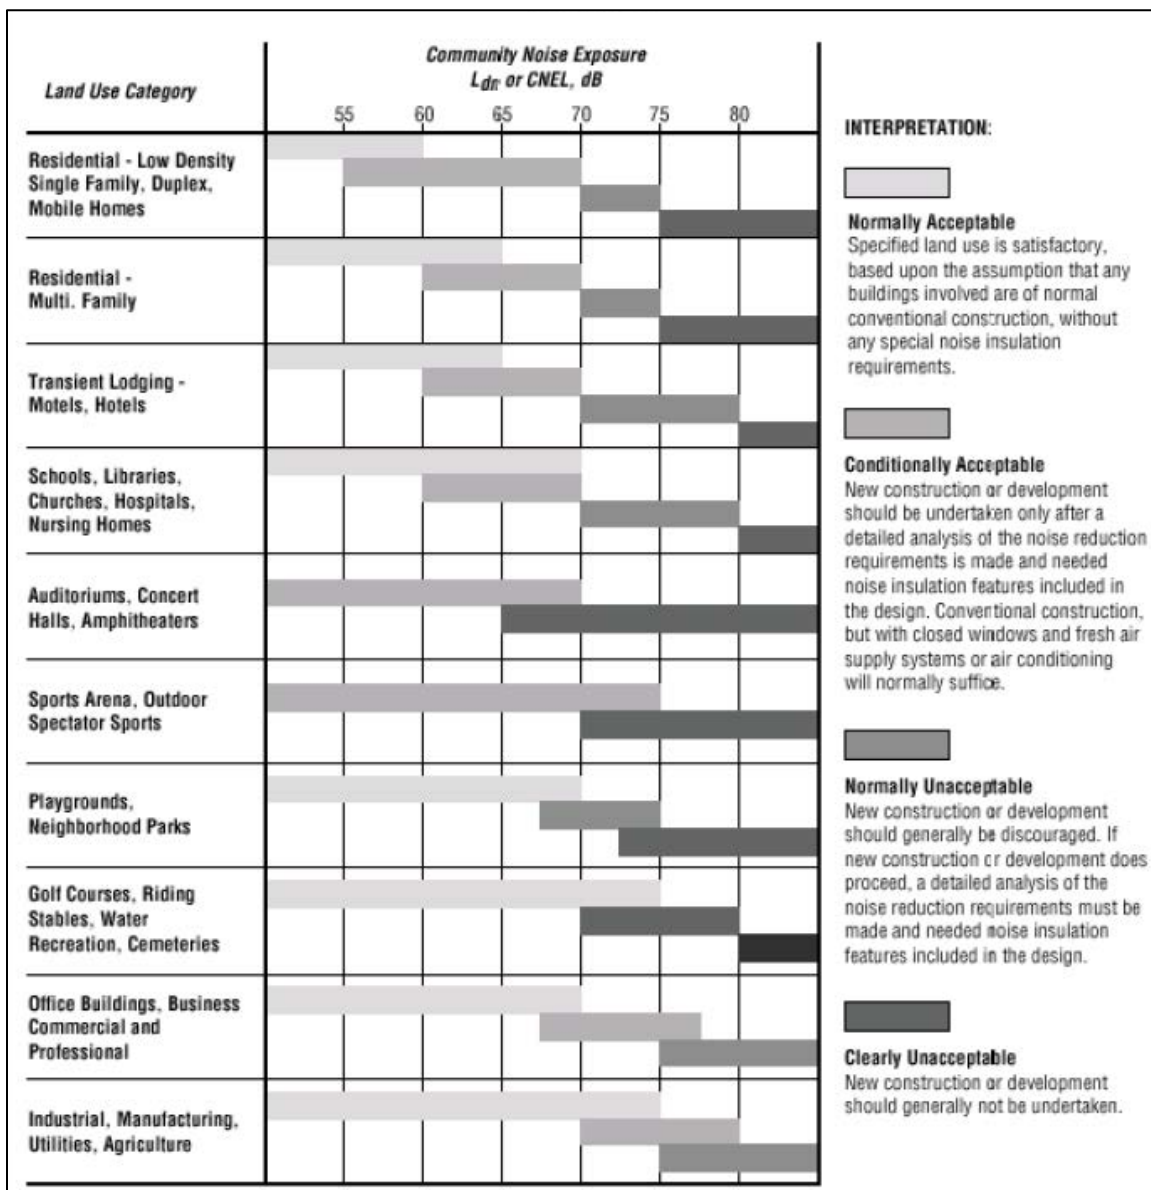 Community Noise Exposure
Ldn or CNEL, dB
Land Use Category
55 60 65 70 75 80
Residential - Low Density
Single Family, Duplex,
Mobile Homes
Residential -
Multi. Family
Transient Lodging -
Motels, Hotels
Schools, Libraries,
Churches, Hospitals,
Nursing Homes
Auditoriums, Concert
Halls, Amphitheaters
Sports Arena, Outdoor
Spectator Sports
Playgrounds,
Neighborhood Parks
Golf Courses, Riding
Stables, Water
Recreation, Cemeteries
Office Buildings, Business
Commercial and
Professional
Industrial, Manufacturing,
Utilities, Agriculture
INTERPRETATION:
Normally Acceptable
Specified land use is satisfactory,
based upon the assumption that any
buildings involved are of normal
conventional construction, without
any special noise insulation
requirements.
Conditionally Acceptable
New construction or development
should be undertaken only after a
detailed analysis of the noise reduction
requirements is made and needed
noise insulation features included in
the design. Conventional construction,
but with closed windows and fresh air
supply systems or air conditioning
will normally suffice.
Normally Unacceptable
New construction or development
should generally be discouraged. If
new construction or development does
proceed, a detailed analysis of the
noise reduction requirements must be
made and needed noise insulation
features included in the design.
Clearly Unacceptable
New construction or development
should generally not be undertaken.